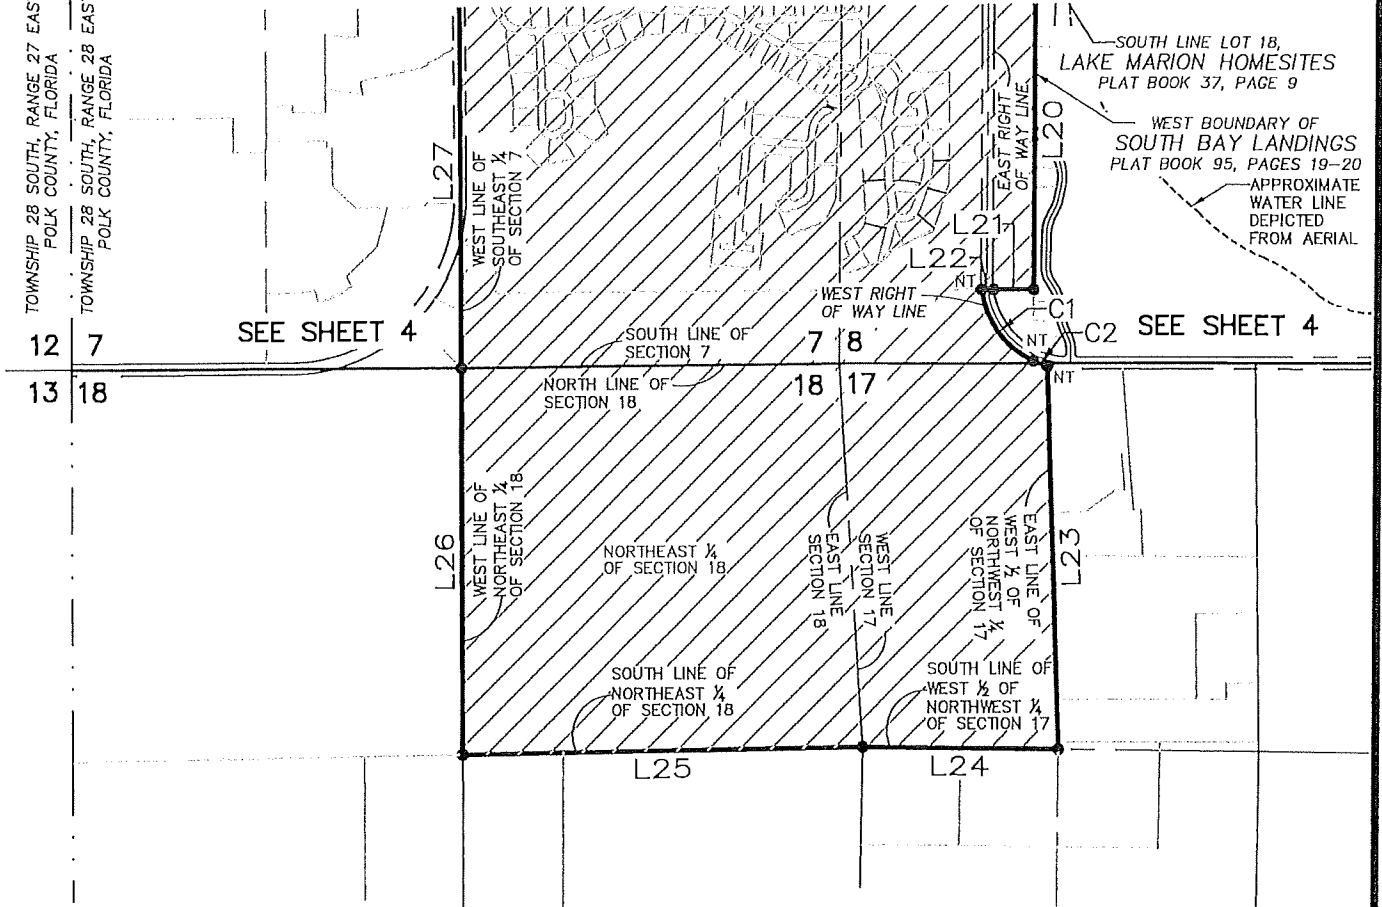 TOWNSHIP 28 SOUTH, RANGE 27 EAS
POLK COUNTY, FLORIDA
TOWNSHIP 28 SOUTH, RANGE 28 EAS
POLK COUNTY, FLORIDA
SOUTH LINE LOT 18,
LAKE MARION HOMESITES
PLAT BOOK 37, PAGE 9
WEST BOUNDARY OF
SOUTH BAY LANDINGS
PLAT BOOK 95, PAGES 19-20
APPROXIMATE
WATER LINE
DEPICTED
FROM AERIAL
EAST RIGHT
OF WAY LINE
L20
L27
WEST LINE OF
SOUTHEAST ¼
OF SECTION 7
L21
L22
NT
WEST RIGHT
OF WAY LINE
C1
NT
C2
NT
SEE SHEET 4
SEE SHEET 4
12 7
13 18
SOUTH LINE OF
SECTION 7
NORTH LINE OF
SECTION 18
7 8
18 17
L26
WEST LINE OF
NORTHEAST ¼
OF SECTION 18
NORTHEAST ¼
OF SECTION 18
EAST LINE
SECTION 18
WEST LINE
SECTION 17
EAST LINE OF
WEST ½ OF
NORTHWEST ¼
OF SECTION 17
L23
SOUTH LINE OF
NORTHEAST ¼
OF SECTION 18
SOUTH LINE OF
WEST ½ OF
NORTHWEST ¼
OF SECTION 17
L25
L24